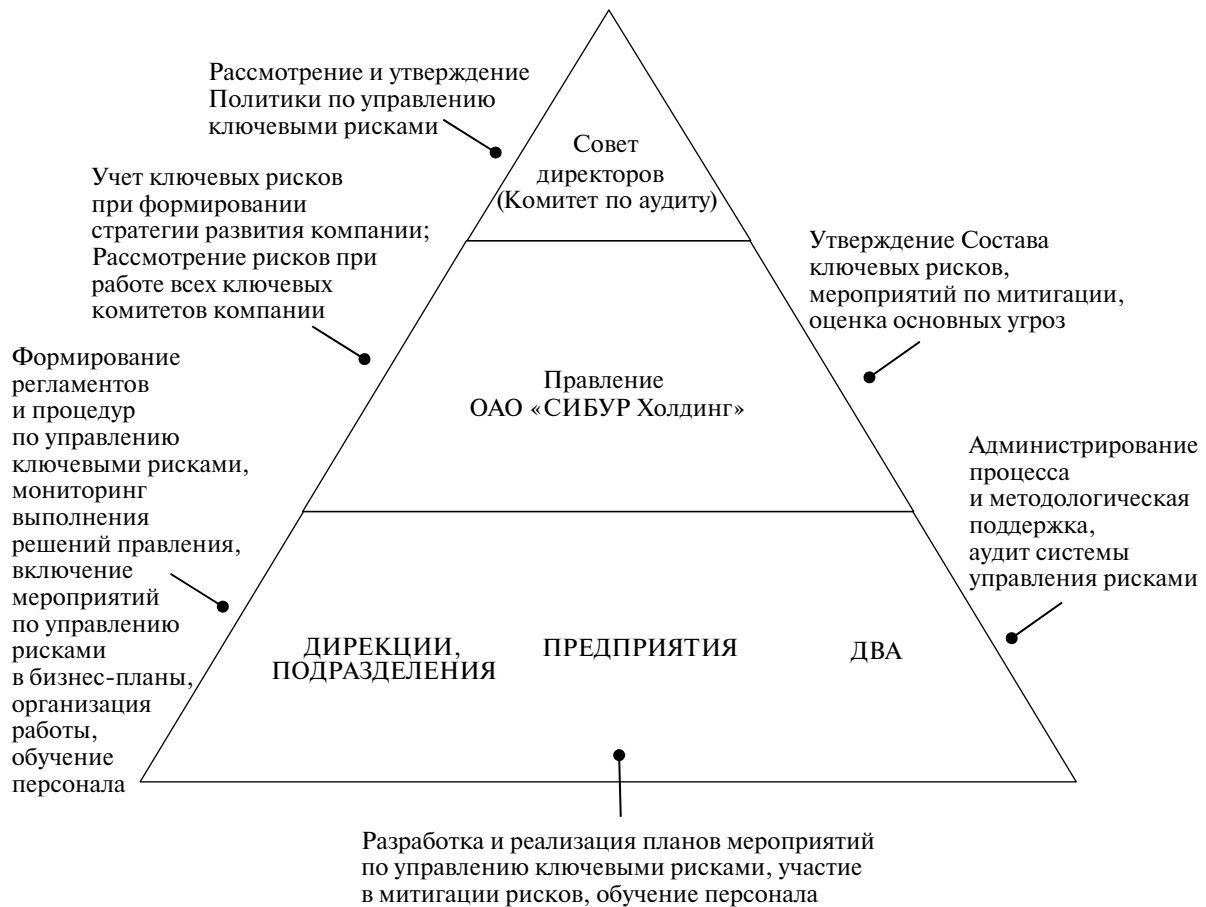 Рассмотрение и утверждение
Политики по управлению
ключевыми рисками
Совет
директоров
(Комитет по аудиту)
Учет ключевых рисков
при формировании
стратегии развития компании;
Рассмотрение рисков при
работе всех ключевых
комитетов компании
Утверждение Состава
ключевых рисков,
мероприятий по митигации,
оценка основных угроз
Правление
ОАО «СИБУР Холдинг»
Формирование
регламентов
и процедур
по управлению
ключевыми рисками,
мониторинг
выполнения
решений правления,
включение
мероприятий
по управлению
рисками
в бизнес-планы,
организация
работы,
обучение
персонала
Администрирование
процесса
и методологическая
поддержка,
аудит системы
управления рисками
ДИРЕКЦИИ,
ПОДРАЗДЕЛЕНИЯ
ПРЕДПРИЯТИЯ
ДВА
Разработка и реализация планов мероприятий
по управлению ключевыми рисками, участие
в митигации рисков, обучение персонала